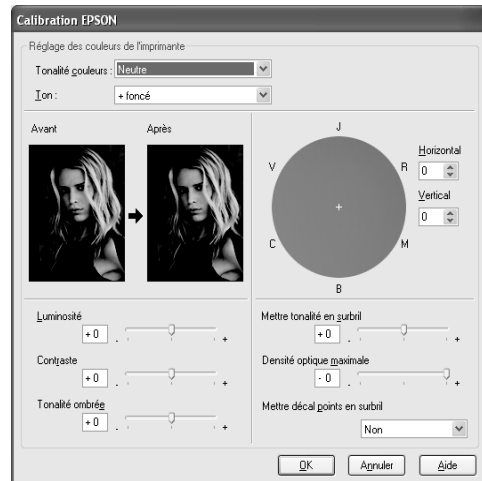 Calibration EPSON
Réglage des couleurs de l'imprimante
Tonalité couleurs : Neutre
Ton : + foncé
Avant Après
J
V R
C M
B
Horizontal
0
Vertical
0
Luminosité
+ 0 - +
Contraste
+ 0 - +
Tonalité ombrée
+ 0 - +
Mettre tonalité en surbril
+ 0 - +
Densité optique maximale
- 0 - +
Mettre décal points en surbril
Non
OK Annuler Aide